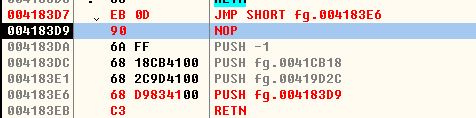 RETN
004183D7 EB 0D JMP SHORT fg.004183E6
004183D9 90 NOP
004183DA 6A FF PUSH -1
004183DC 68 18CB4100 PUSH fg.0041CB18
004183E1 68 2C9D4100 PUSH fg.00419D2C
004183E6 68 D9834100 PUSH fg.004183D9
004183EB C3 RETN